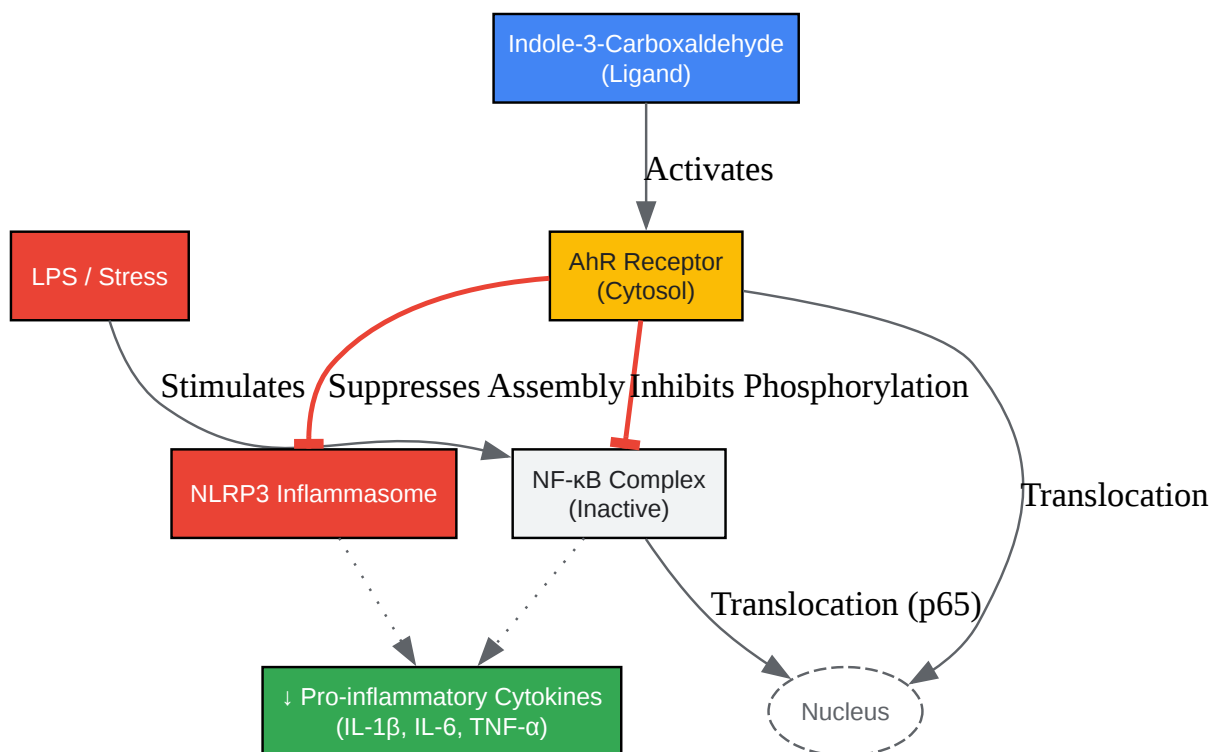 Indole-3-Carboxaldehyde
(Ligand)
Activates
LPS / Stress
AhR Receptor
(Cytosol)
Stimulates
Suppresses Assembly
Inhibits Phosphorylation
NLRP3 Inflammasome
NF-κB Complex
(Inactive)
Translocation
Translocation (p65)
↓ Pro-inflammatory Cytokines
(IL-1β, IL-6, TNF-α)
Nucleus